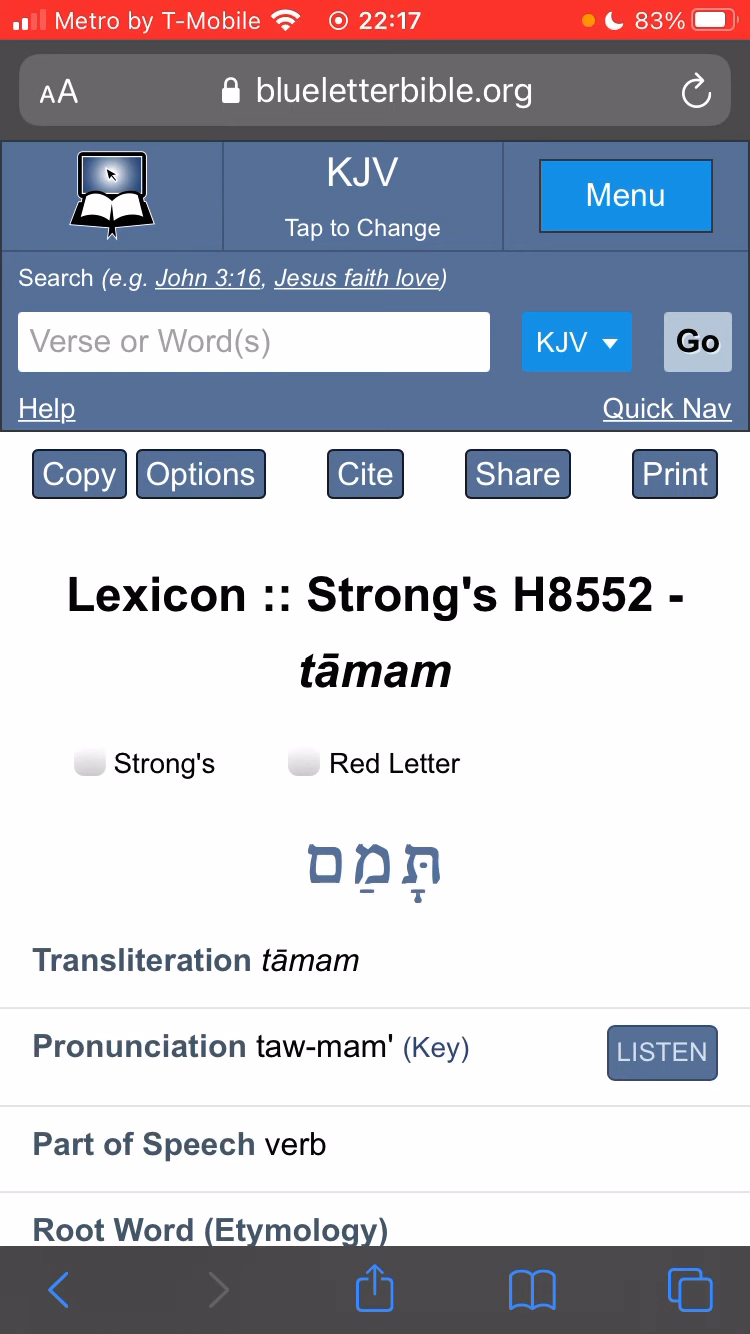 Metro by T-Mobile 22:17 83%
AA blueletterbible.org
KJV
Tap to Change
Menu
Search (e.g. John 3:16, Jesus faith love)
Verse or Word(s) KJV Go
Help Quick Nav
Copy Options Cite Share Print
Lexicon :: Strong's H8552 -
tāmam
Strong's Red Letter
תָּמַם
Transliteration tāmam
Pronunciation taw-mam' (Key) LISTEN
Part of Speech verb
Root Word (Etymology)